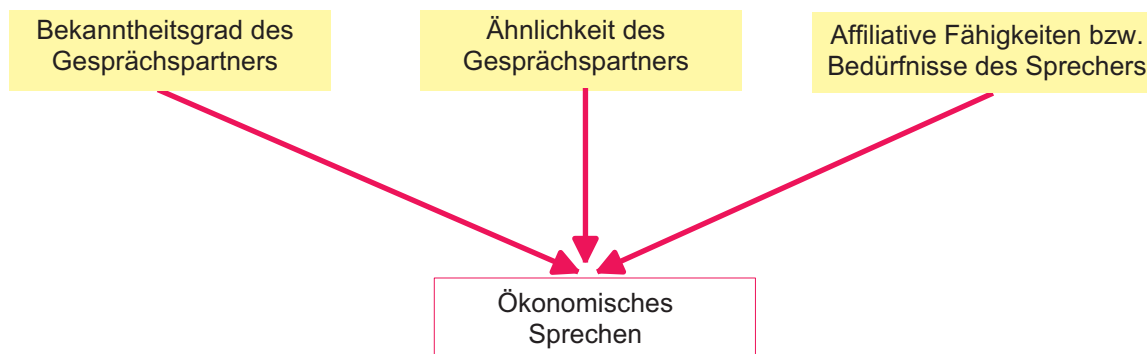 Bekanntheitsgrad des
Gesprächspartners
Ähnlichkeit des
Gesprächspartners
Affiliative Fähigkeiten bzw.
Bedürfnisse des Sprechers
Ökonomisches
Sprechen